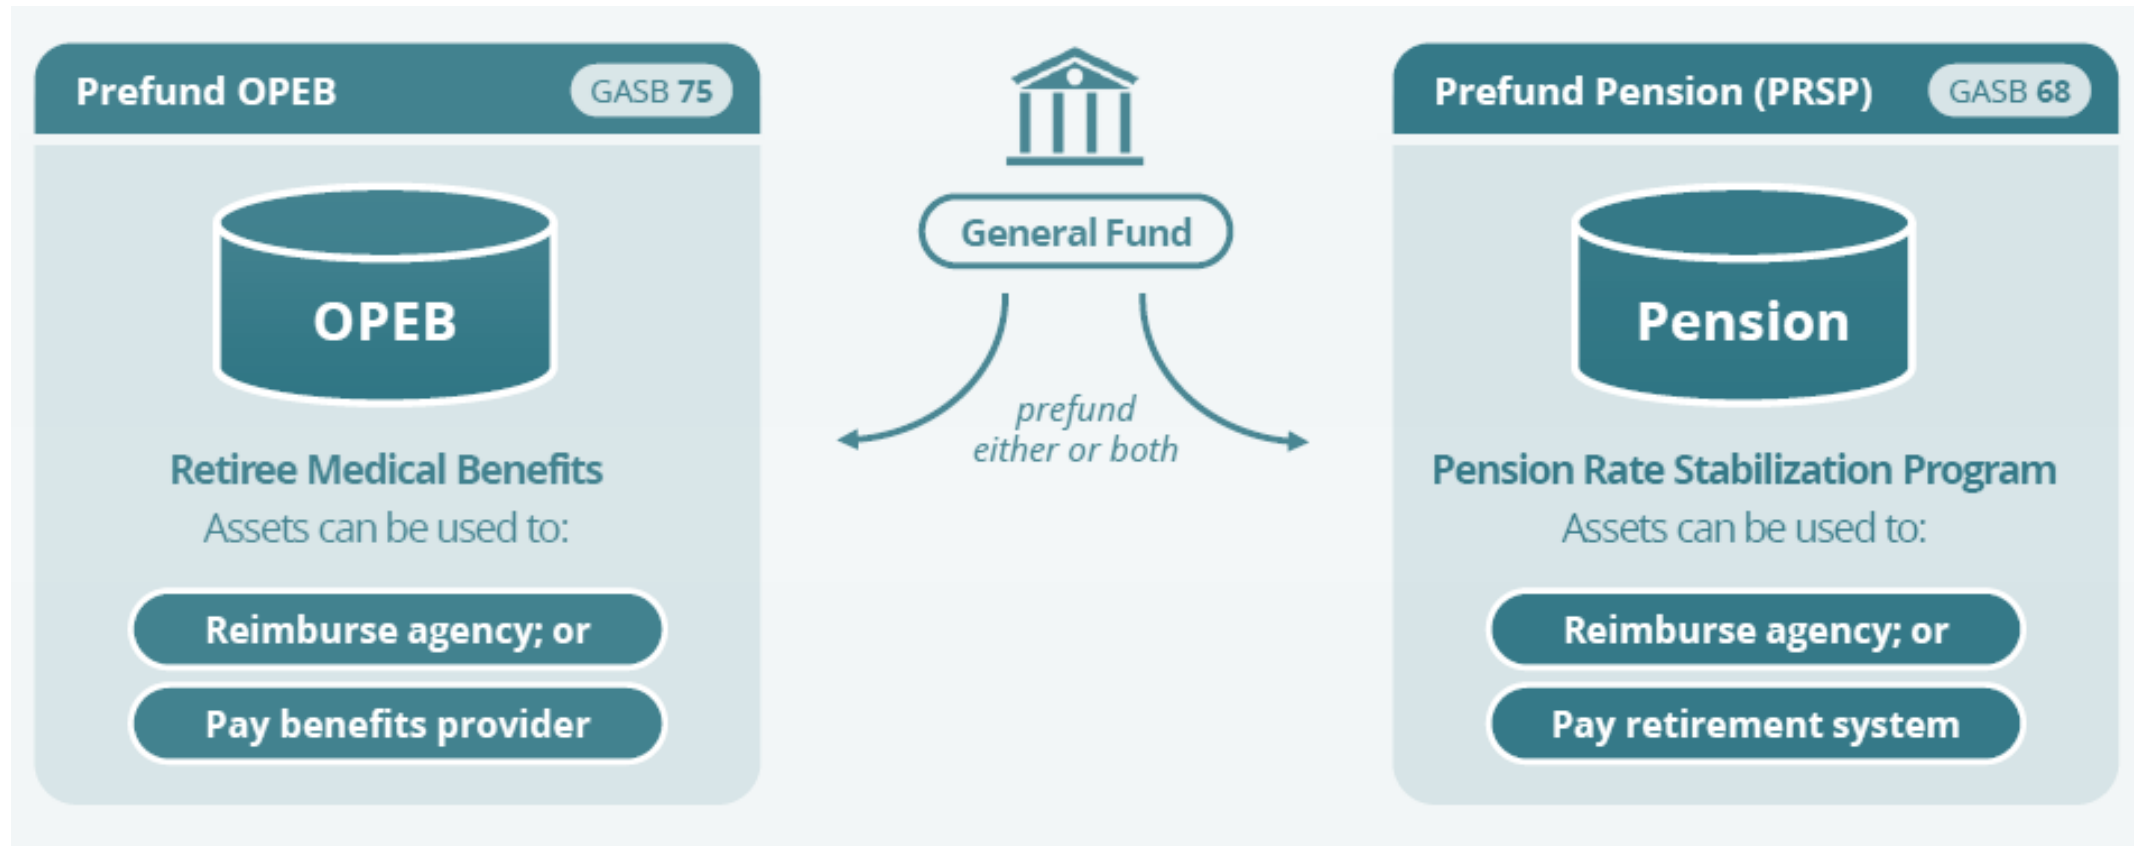 Prefund OPEB
GASB 75
OPEB
Retiree Medical Benefits
Assets can be used to:
Reimburse agency; or
Pay benefits provider
General Fund
prefund
either or both
Prefund Pension (PRSP)
GASB 68
Pension
Pension Rate Stabilization Program
Assets can be used to:
Reimburse agency; or
Pay retirement system